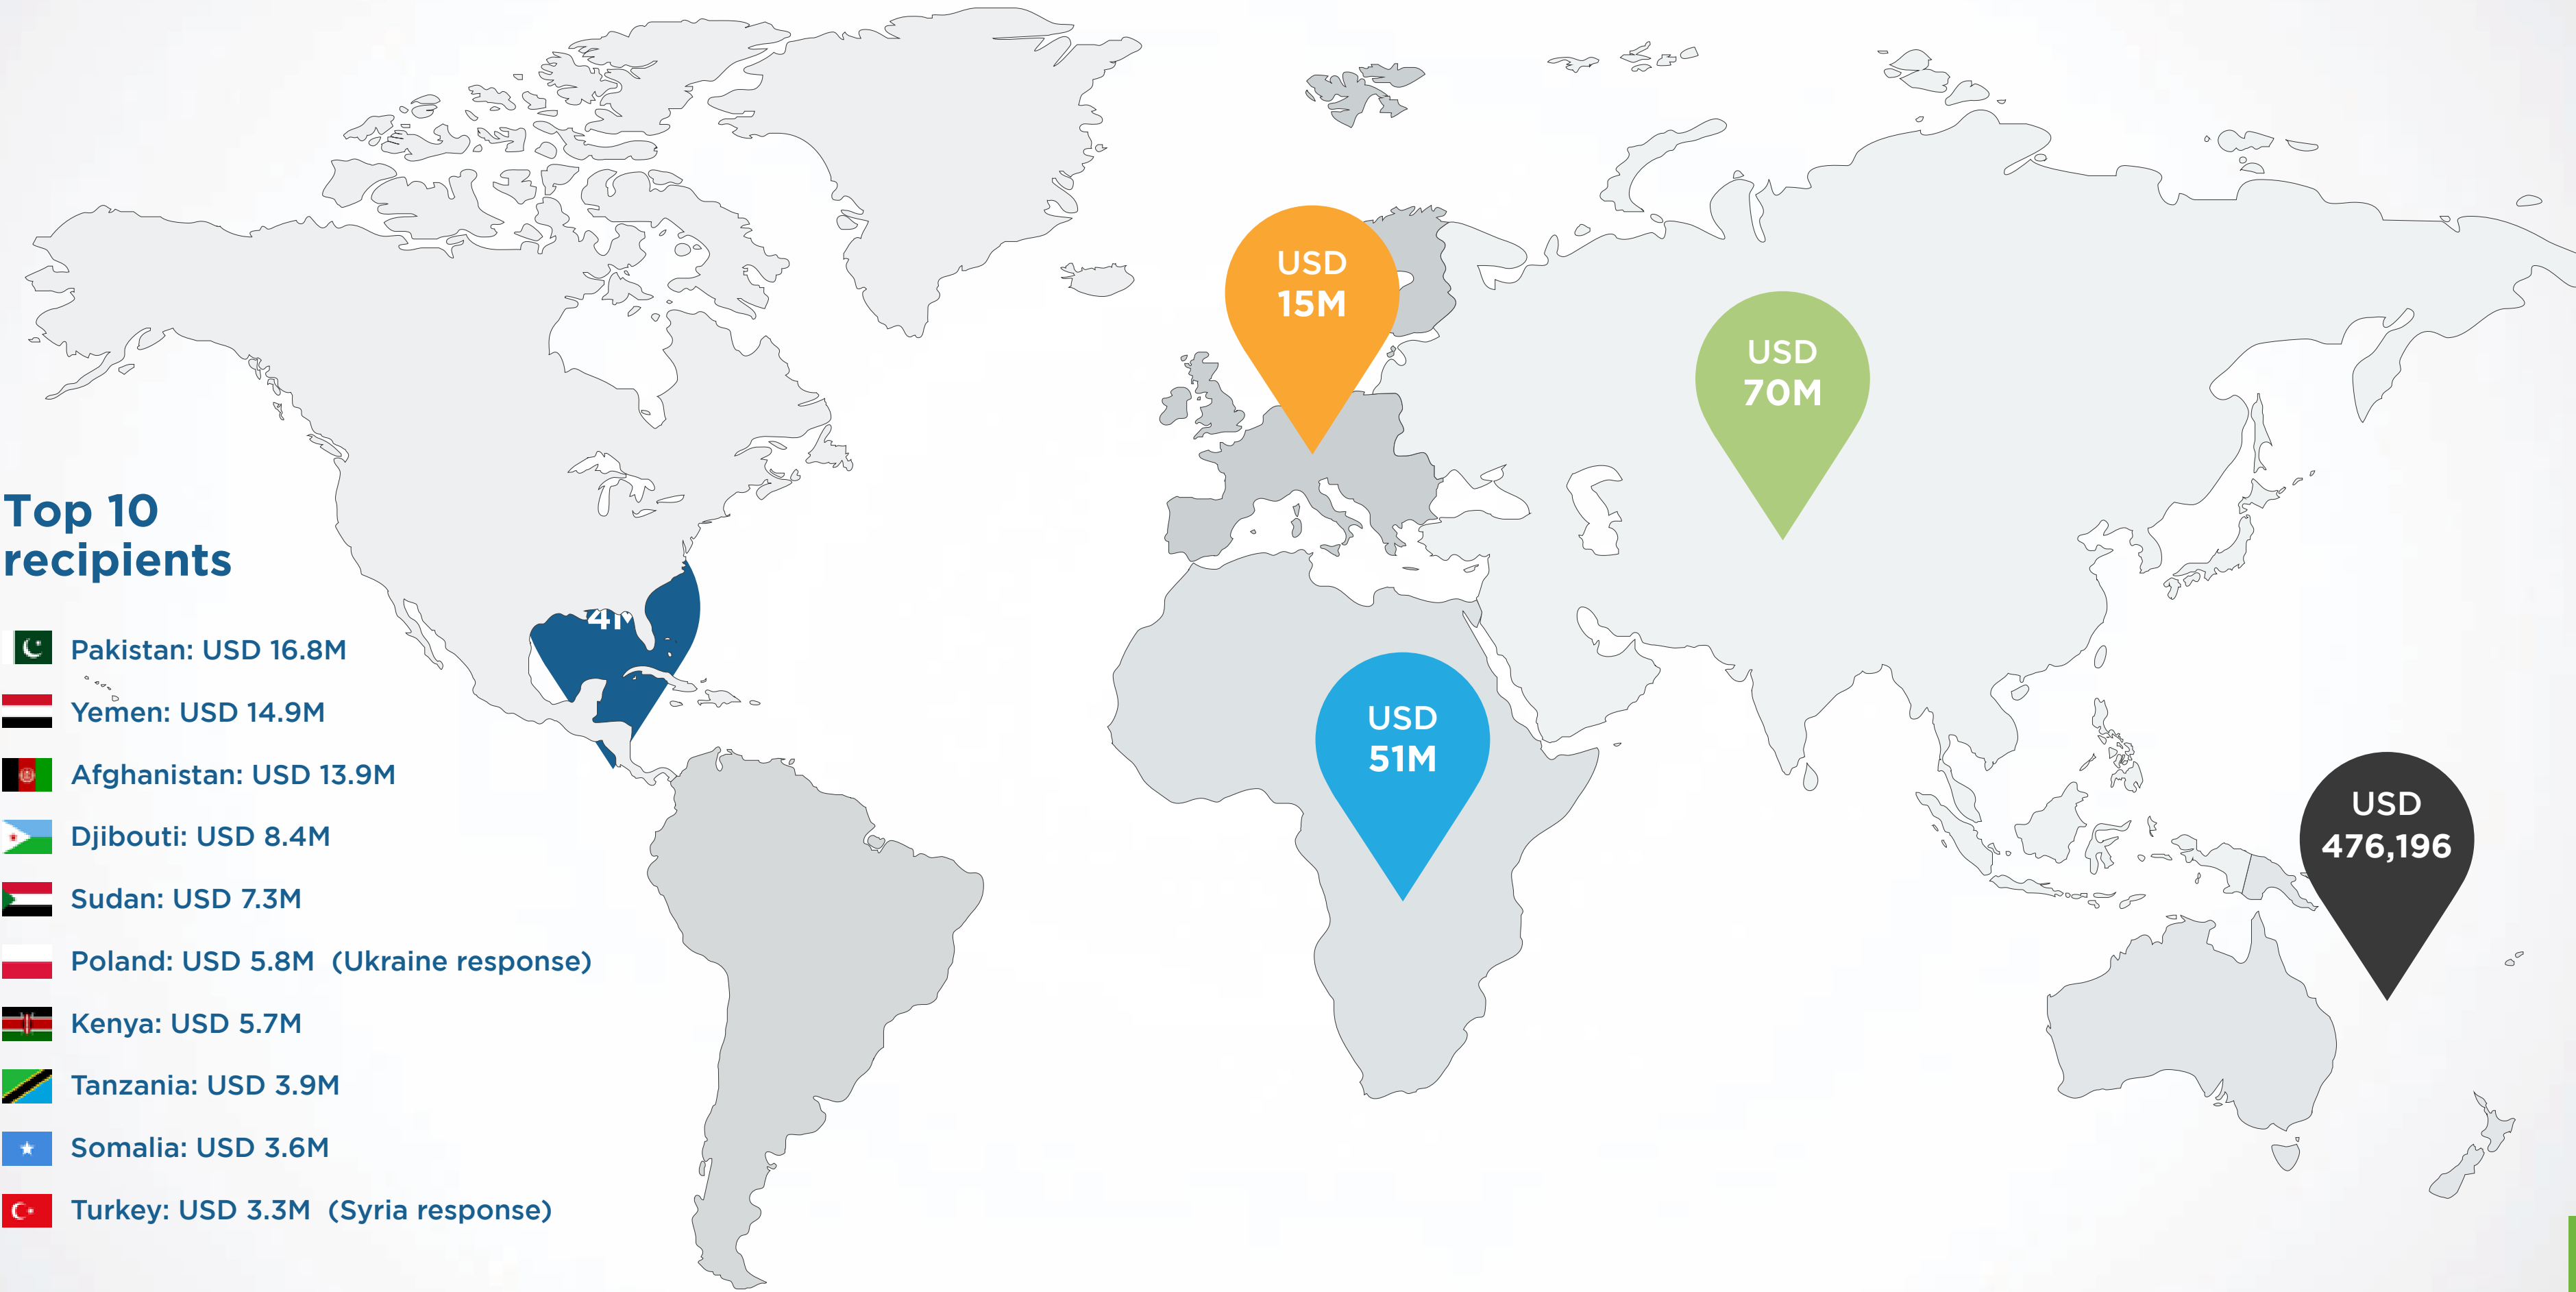 USD
15M
USD
70M
Top 10
recipients
4M
Pakistan: USD 16.8M
Yemen: USD 14.9M
Afghanistan: USD 13.9M
Djibouti: USD 8.4M
Sudan: USD 7.3M
Poland: USD 5.8M (Ukraine response)
Kenya: USD 5.7M
Tanzania: USD 3.9M
Somalia: USD 3.6M
Turkey: USD 3.3M (Syria response)
USD
51M
USD
476,196